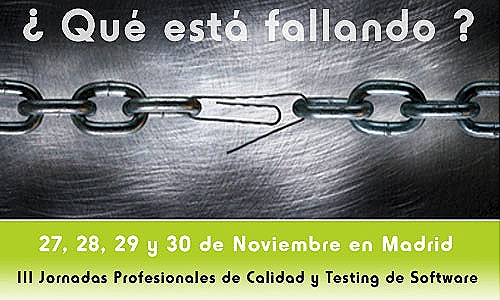 ¿ Qué está fallando ?
27, 28, 29 y 30 de Noviembre en Madrid
III Jornadas Profesionales de Calidad y Testing de Software